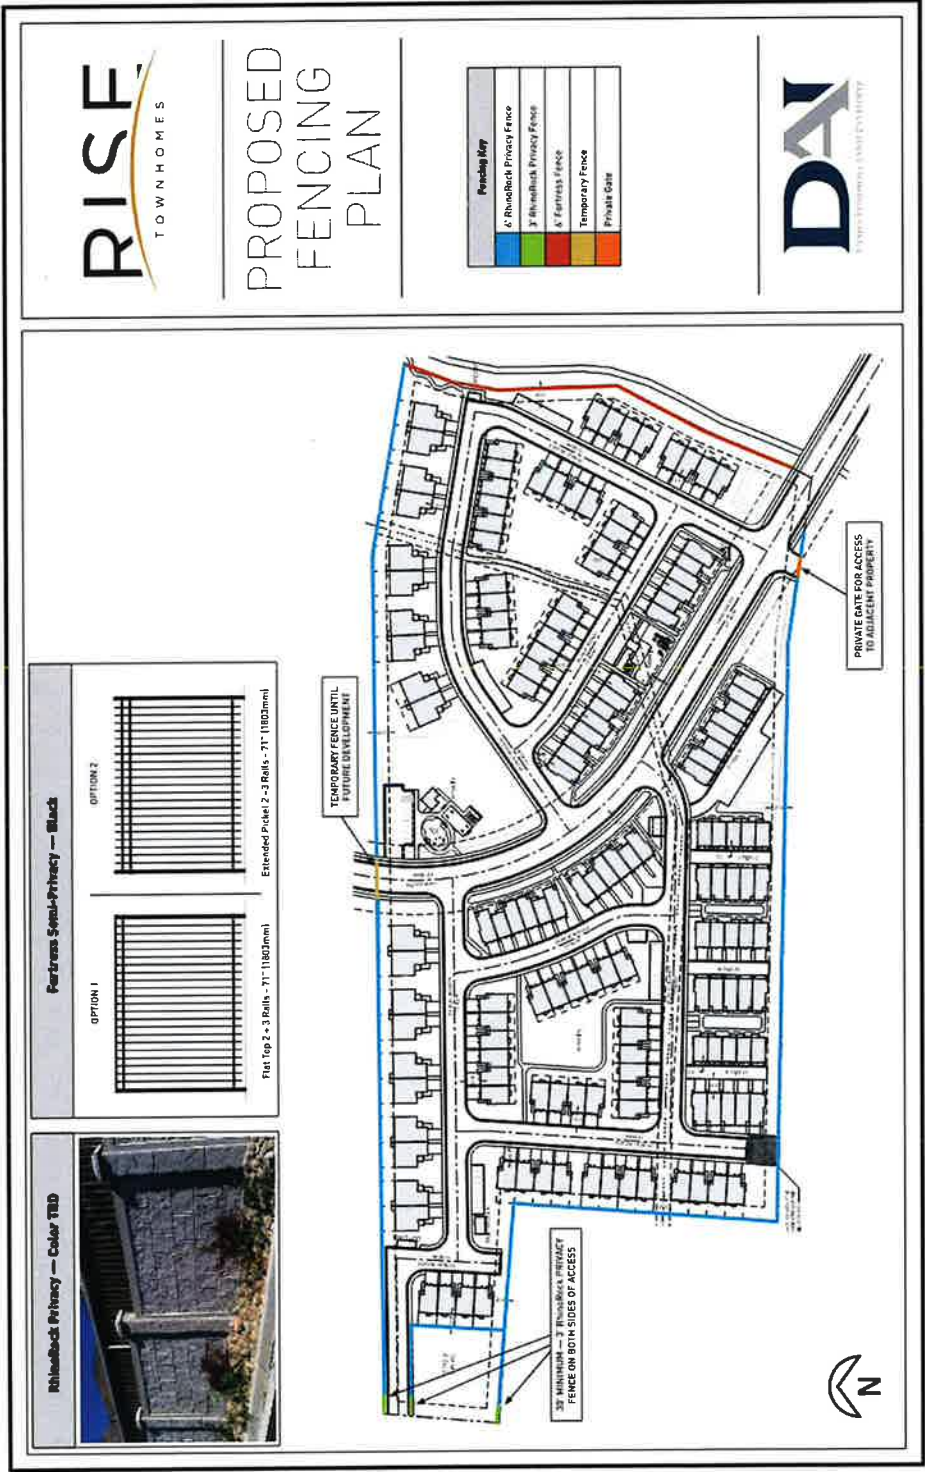 RISE
TOWNHOMES
PROPOSED
FENCING
PLAN
Fencing Key
6' RhinoRock Privacy Fence
3' RhinoRock Privacy Fence
6' Fortress Fence
Temporary Fence
Private Gate
DAI
RhinoRock Privacy — Color TBD
Fortress Semi-Privacy — Black
OPTION 1
OPTION 2
Flat Top 2 + 3 Rails - 71" (1803mm)
Extended Picket 2 + 3 Rails - 71" (1803mm)
TEMPORARY FENCE UNTIL
FUTURE DEVELOPMENT
PRIVATE GATE FOR ACCESS
TO ADJACENT PROPERTY
30' MINIMUM — 3' RhinoRock PRIVACY
FENCE ON BOTH SIDES OF ACCESS
N